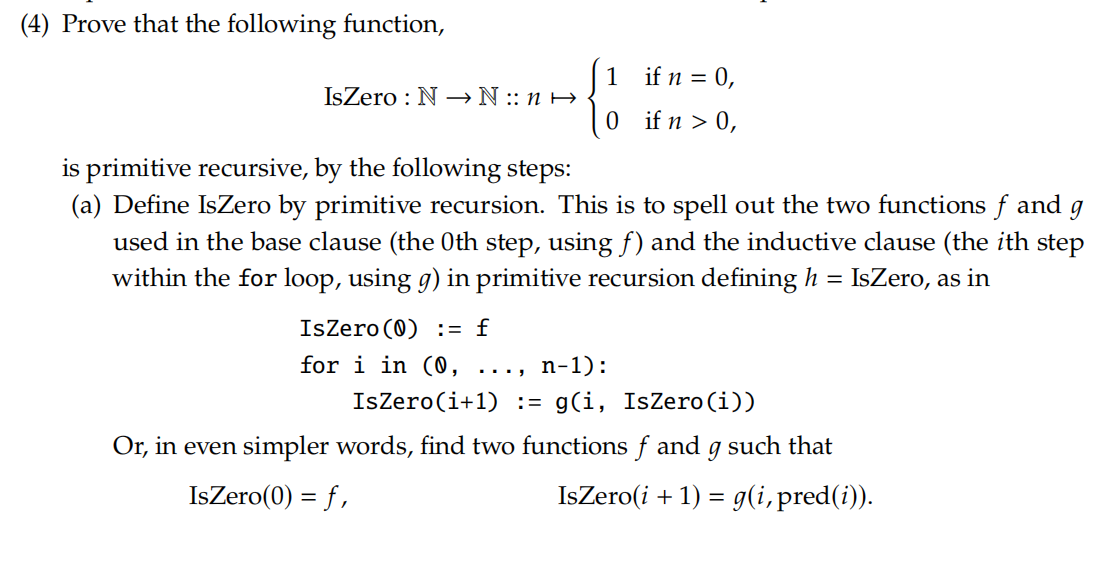 (4) Prove that the following function,
IsZero : ℕ → ℕ :: n ↦ { 1 if n = 0,
0 if n > 0,
is primitive recursive, by the following steps:
(a) Define IsZero by primitive recursion. This is to spell out the two functions f and g
used in the base clause (the 0th step, using f) and the inductive clause (the ith step
within the for loop, using g) in primitive recursion defining h = IsZero, as in
IsZero(0) := f
for i in (0, ..., n-1):
IsZero(i+1) := g(i, IsZero(i))
Or, in even simpler words, find two functions f and g such that
IsZero(0) = f, IsZero(i + 1) = g(i, pred(i)).